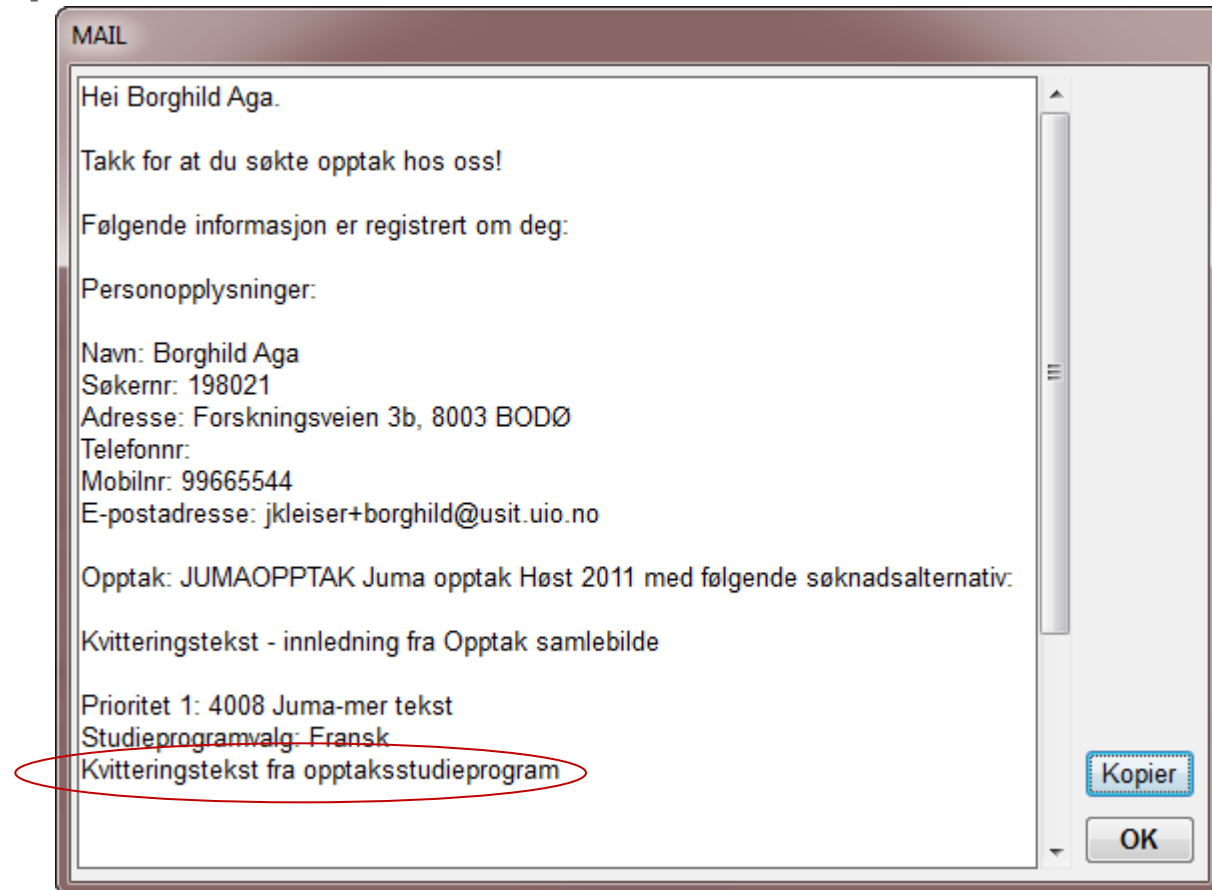 MAIL
Hei Borghild Aga.
Takk for at du søkte opptak hos oss!
Følgende informasjon er registrert om deg:
Personopplysninger:
Navn: Borghild Aga
Søkernr: 198021
Adresse: Forskningsveien 3b, 8003 BODØ
Telefonnr:
Mobilnr: 99665544
E-postadresse: jkleiser+borghild@usit.uio.no
Opptak: JUMAOPPTAK Juma opptak Høst 2011 med følgende søknadsalternativ:
Kvitteringstekst - innledning fra Opptak samlebilde
Prioritet 1: 4008 Juma-mer tekst
Studieprogramvalg: Fransk
Kvitteringstekst fra opptaksstudieprogram
Kopier
OK